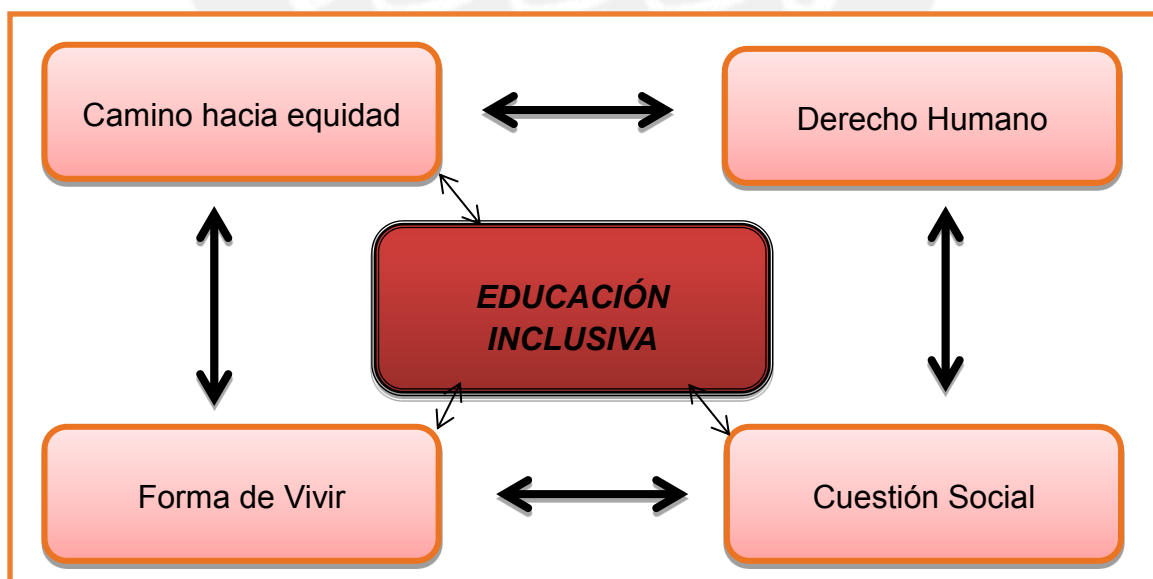 Camino hacia equidad
Derecho Humano
EDUCACIÓN
INCLUSIVA
Forma de Vivir
Cuestión Social